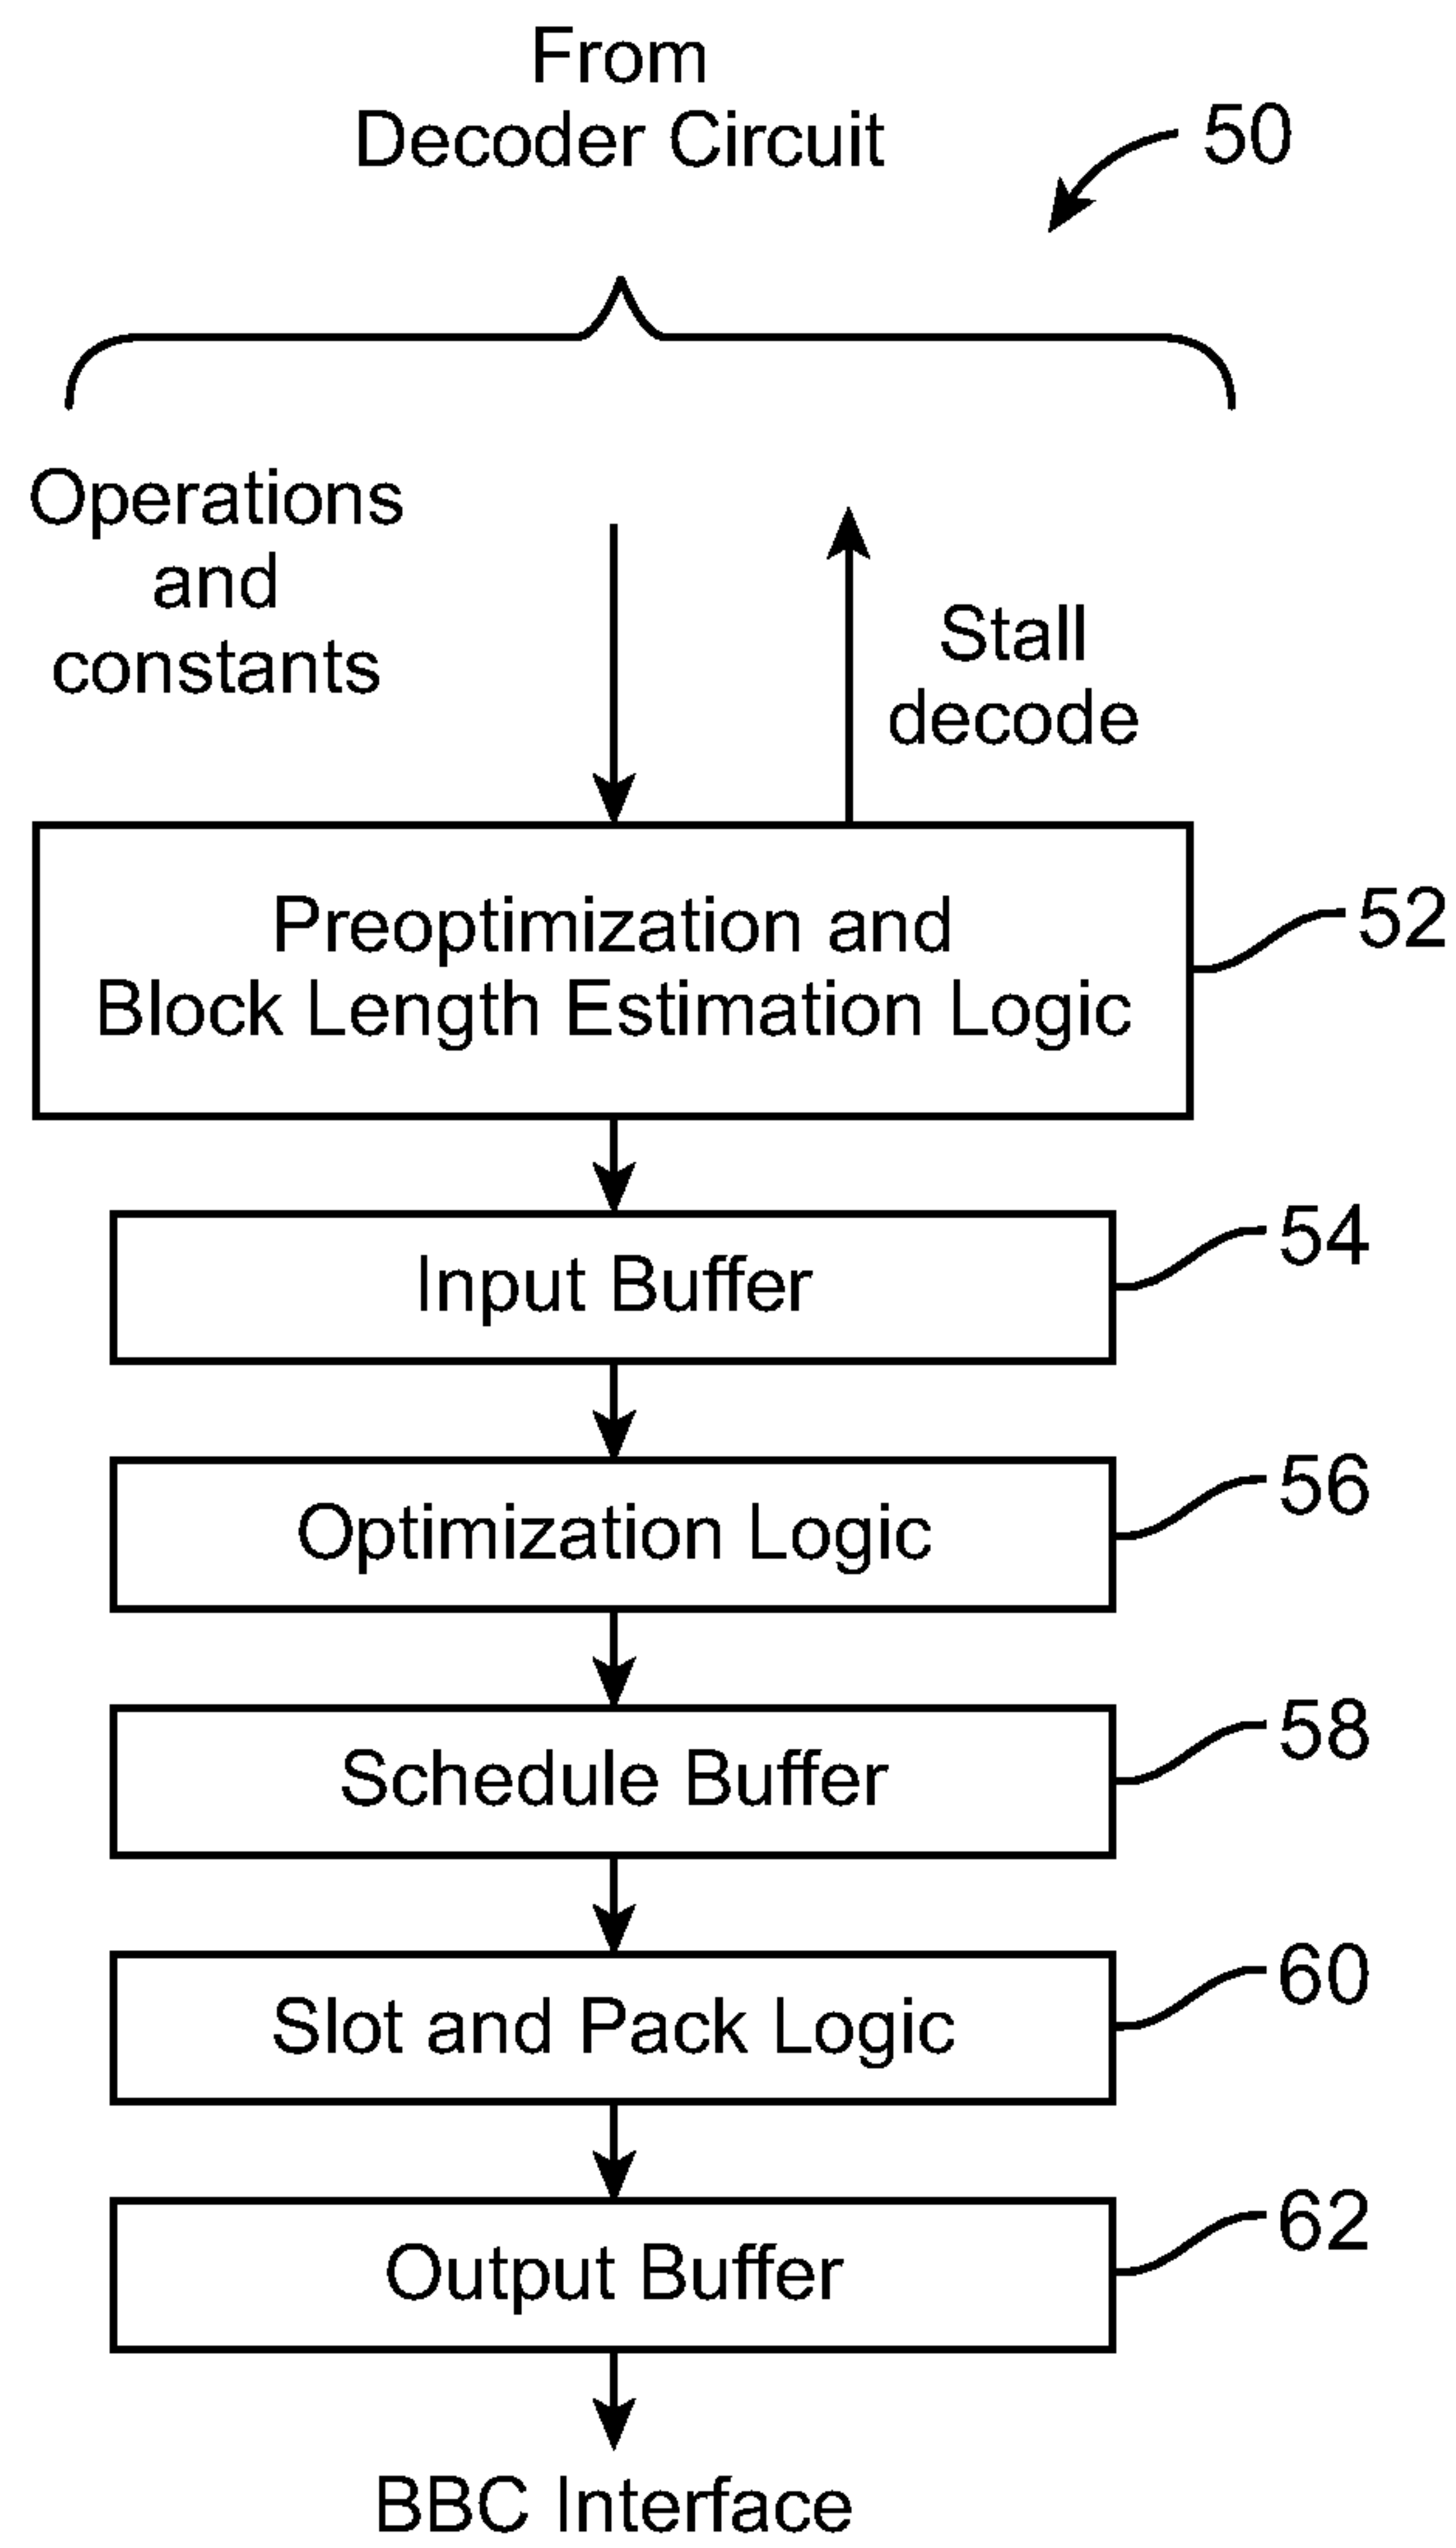 From
Decoder Circuit
50
Operations
and
constants
Stall
decode
Preoptimization and
Block Length Estimation Logic
52
Input Buffer
54
Optimization Logic
56
Schedule Buffer
58
Slot and Pack Logic
60
Output Buffer
62
BBC Interface